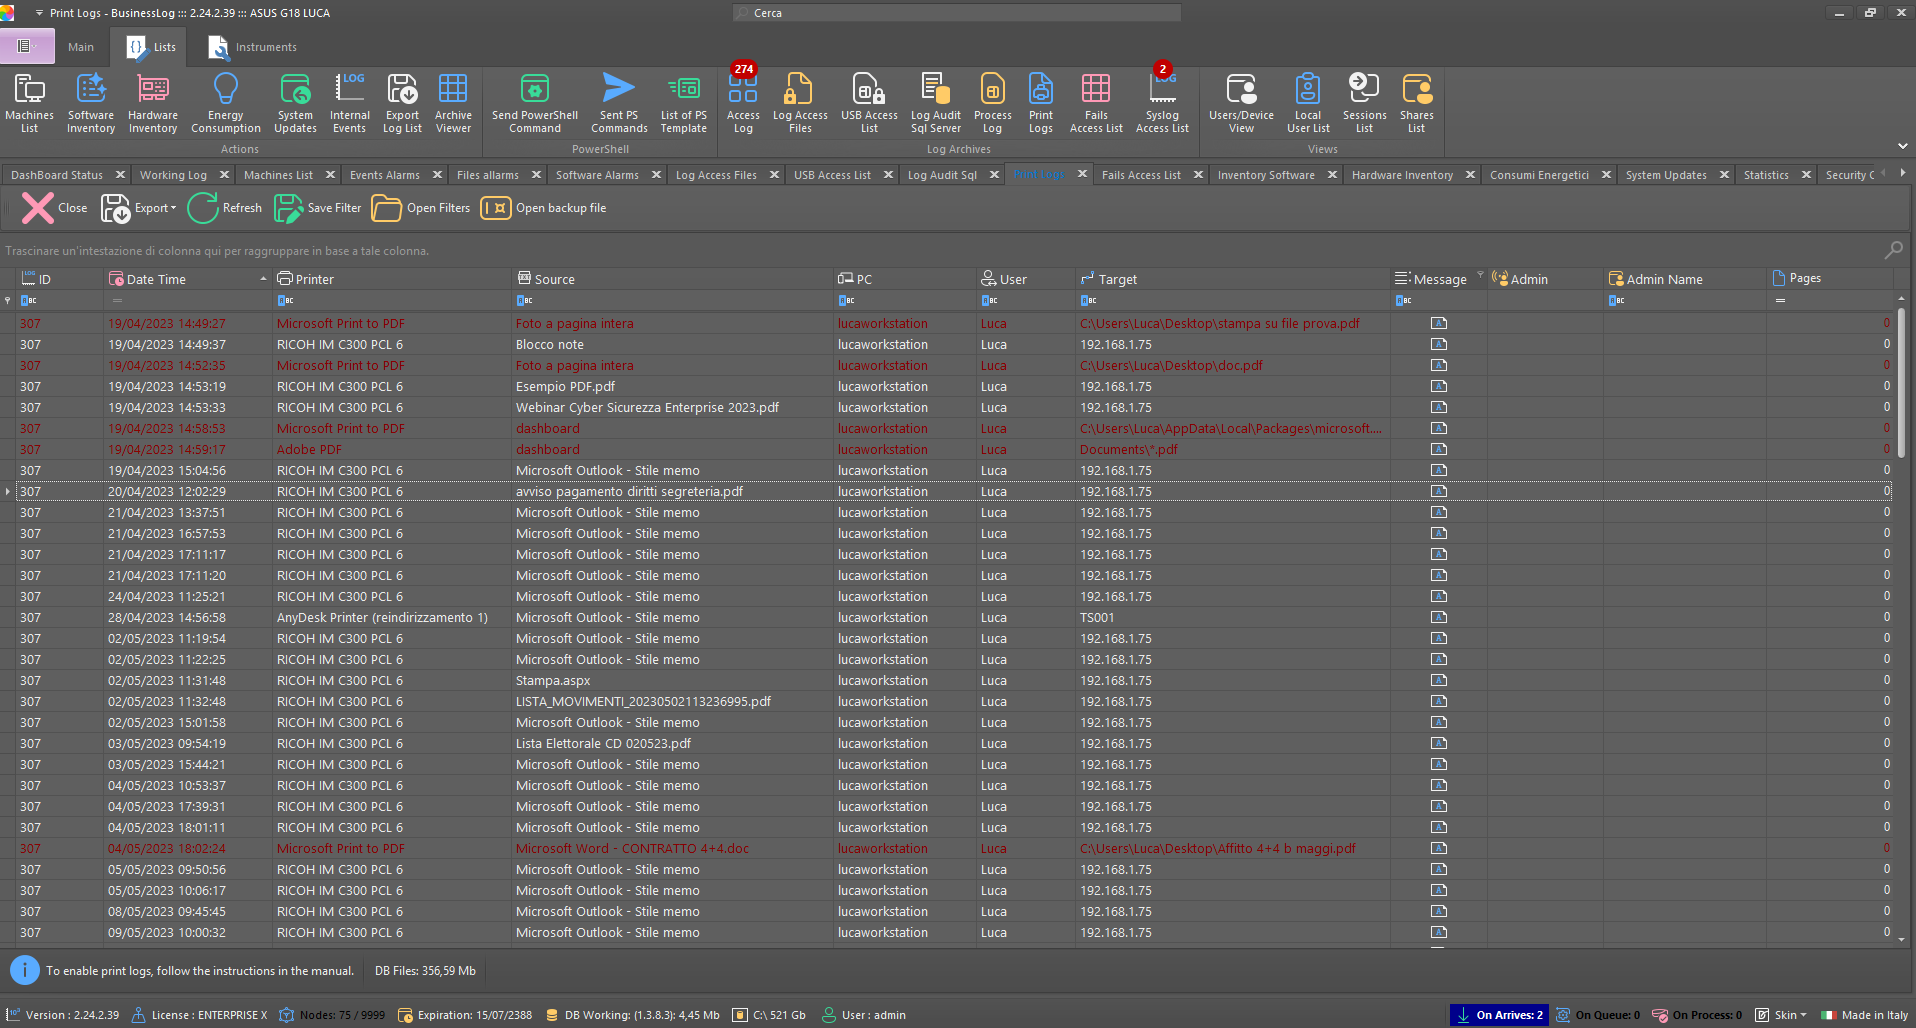 Print Logs - BusinessLog ::: 2.24.2.39 ::: ASUS G18 LUCA
Cerca
Main
Lists
Instruments
Machines List
Software Inventory
Hardware Inventory
Energy Consumption
System Updates
LOG Internal Events
Export Log List
Archive Viewer
Actions
Send PowerShell Command
Sent PS Commands
List of PS Template
PowerShell
274 Access Log
Log Access Files
USB Access List
Log Audit Sql Server
Process Log
Print Logs
Fails Access List
2 LOG Syslog Access List
Log Archives
Users/Device View
Local User List
Sessions List
Shares List
Views
DashBoard Status
Working Log
Machines List
Events Alarms
Files allarms
Software Alarms
Log Access Files
USB Access List
Log Audit Sql
Print Logs
Fails Access List
Inventory Software
Hardware Inventory
Consumi Energetici
System Updates
Statistics
Security
Close
Export
Refresh
Save Filter
Open Filters
Open backup file
Trascinare un'intestazione di colonna qui per raggruppare in base a tale colonna.
ID Date Time Printer Source PC User Target Message Admin Admin Name Pages
307 19/04/2023 14:49:27 Microsoft Print to PDF Foto a pagina intera lucaworkstation Luca C:\Users\Luca\Desktop\stampa su file prova.pdf 0
307 19/04/2023 14:49:37 RICOH IM C300 PCL 6 Blocco note lucaworkstation Luca 192.168.1.75 0
307 19/04/2023 14:52:35 Microsoft Print to PDF Foto a pagina intera lucaworkstation Luca C:\Users\Luca\Desktop\doc.pdf 0
307 19/04/2023 14:53:19 RICOH IM C300 PCL 6 Esempio PDF.pdf lucaworkstation Luca 192.168.1.75 0
307 19/04/2023 14:53:33 RICOH IM C300 PCL 6 Webinar Cyber Sicurezza Enterprise 2023.pdf lucaworkstation Luca 192.168.1.75 0
307 19/04/2023 14:58:53 Microsoft Print to PDF dashboard lucaworkstation Luca C:\Users\Luca\AppData\Local\Packages\microsoft.... 0
307 19/04/2023 14:59:17 Adobe PDF dashboard lucaworkstation Luca Documents\*.pdf 0
307 19/04/2023 15:04:56 RICOH IM C300 PCL 6 Microsoft Outlook - Stile memo lucaworkstation Luca 192.168.1.75 0
307 20/04/2023 12:02:29 RICOH IM C300 PCL 6 avviso pagamento diritti segreteria.pdf lucaworkstation Luca 192.168.1.75 0
307 21/04/2023 13:37:51 RICOH IM C300 PCL 6 Microsoft Outlook - Stile memo lucaworkstation Luca 192.168.1.75 0
307 21/04/2023 16:57:53 RICOH IM C300 PCL 6 Microsoft Outlook - Stile memo lucaworkstation Luca 192.168.1.75 0
307 21/04/2023 17:11:17 RICOH IM C300 PCL 6 Microsoft Outlook - Stile memo lucaworkstation Luca 192.168.1.75 0
307 21/04/2023 17:11:20 RICOH IM C300 PCL 6 Microsoft Outlook - Stile memo lucaworkstation Luca 192.168.1.75 0
307 24/04/2023 11:25:21 RICOH IM C300 PCL 6 Microsoft Outlook - Stile memo lucaworkstation Luca 192.168.1.75 0
307 28/04/2023 14:56:58 AnyDesk Printer (reindirizzamento 1) Microsoft Outlook - Stile memo lucaworkstation Luca TS001 0
307 02/05/2023 11:19:54 RICOH IM C300 PCL 6 Microsoft Outlook - Stile memo lucaworkstation Luca 192.168.1.75 0
307 02/05/2023 11:22:25 RICOH IM C300 PCL 6 Microsoft Outlook - Stile memo lucaworkstation Luca 192.168.1.75 0
307 02/05/2023 11:31:48 RICOH IM C300 PCL 6 Stampa.aspx lucaworkstation Luca 192.168.1.75 0
307 02/05/2023 11:32:48 RICOH IM C300 PCL 6 LISTA_MOVIMENTI_20230502113236995.pdf lucaworkstation Luca 192.168.1.75 0
307 02/05/2023 15:01:58 RICOH IM C300 PCL 6 Microsoft Outlook - Stile memo lucaworkstation Luca 192.168.1.75 0
307 03/05/2023 09:54:19 RICOH IM C300 PCL 6 Lista Elettorale CD 020523.pdf lucaworkstation Luca 192.168.1.75 0
307 03/05/2023 15:44:21 RICOH IM C300 PCL 6 Microsoft Outlook - Stile memo lucaworkstation Luca 192.168.1.75 0
307 04/05/2023 10:53:37 RICOH IM C300 PCL 6 Microsoft Outlook - Stile memo lucaworkstation Luca 192.168.1.75 0
307 04/05/2023 17:39:31 RICOH IM C300 PCL 6 Microsoft Outlook - Stile memo lucaworkstation Luca 192.168.1.75 0
307 04/05/2023 18:01:11 RICOH IM C300 PCL 6 Microsoft Outlook - Stile memo lucaworkstation Luca 192.168.1.75 0
307 04/05/2023 18:02:24 Microsoft Print to PDF Microsoft Word - CONTRATTO 4+4.doc lucaworkstation Luca C:\Users\Luca\Desktop\Affitto 4+4 b maggi.pdf 0
307 05/05/2023 09:50:56 RICOH IM C300 PCL 6 Microsoft Outlook - Stile memo lucaworkstation Luca 192.168.1.75 0
307 05/05/2023 10:06:17 RICOH IM C300 PCL 6 Microsoft Outlook - Stile memo lucaworkstation Luca 192.168.1.75 0
307 08/05/2023 09:45:45 RICOH IM C300 PCL 6 Microsoft Outlook - Stile memo lucaworkstation Luca 192.168.1.75 0
307 09/05/2023 10:00:32 RICOH IM C300 PCL 6 Microsoft Outlook - Stile memo lucaworkstation Luca 192.168.1.75 0
To enable print logs, follow the instructions in the manual. DB Files: 356,59 Mb
Version : 2.24.2.39 License : ENTERPRISE X Nodes: 75 / 9999 Expiration: 15/07/2388 DB Working: (1.3.8.3): 4,45 Mb C:\ 521 Gb User : admin On Arrives: 2 On Queue: 0 On Process: 0 Skin Made in Italy